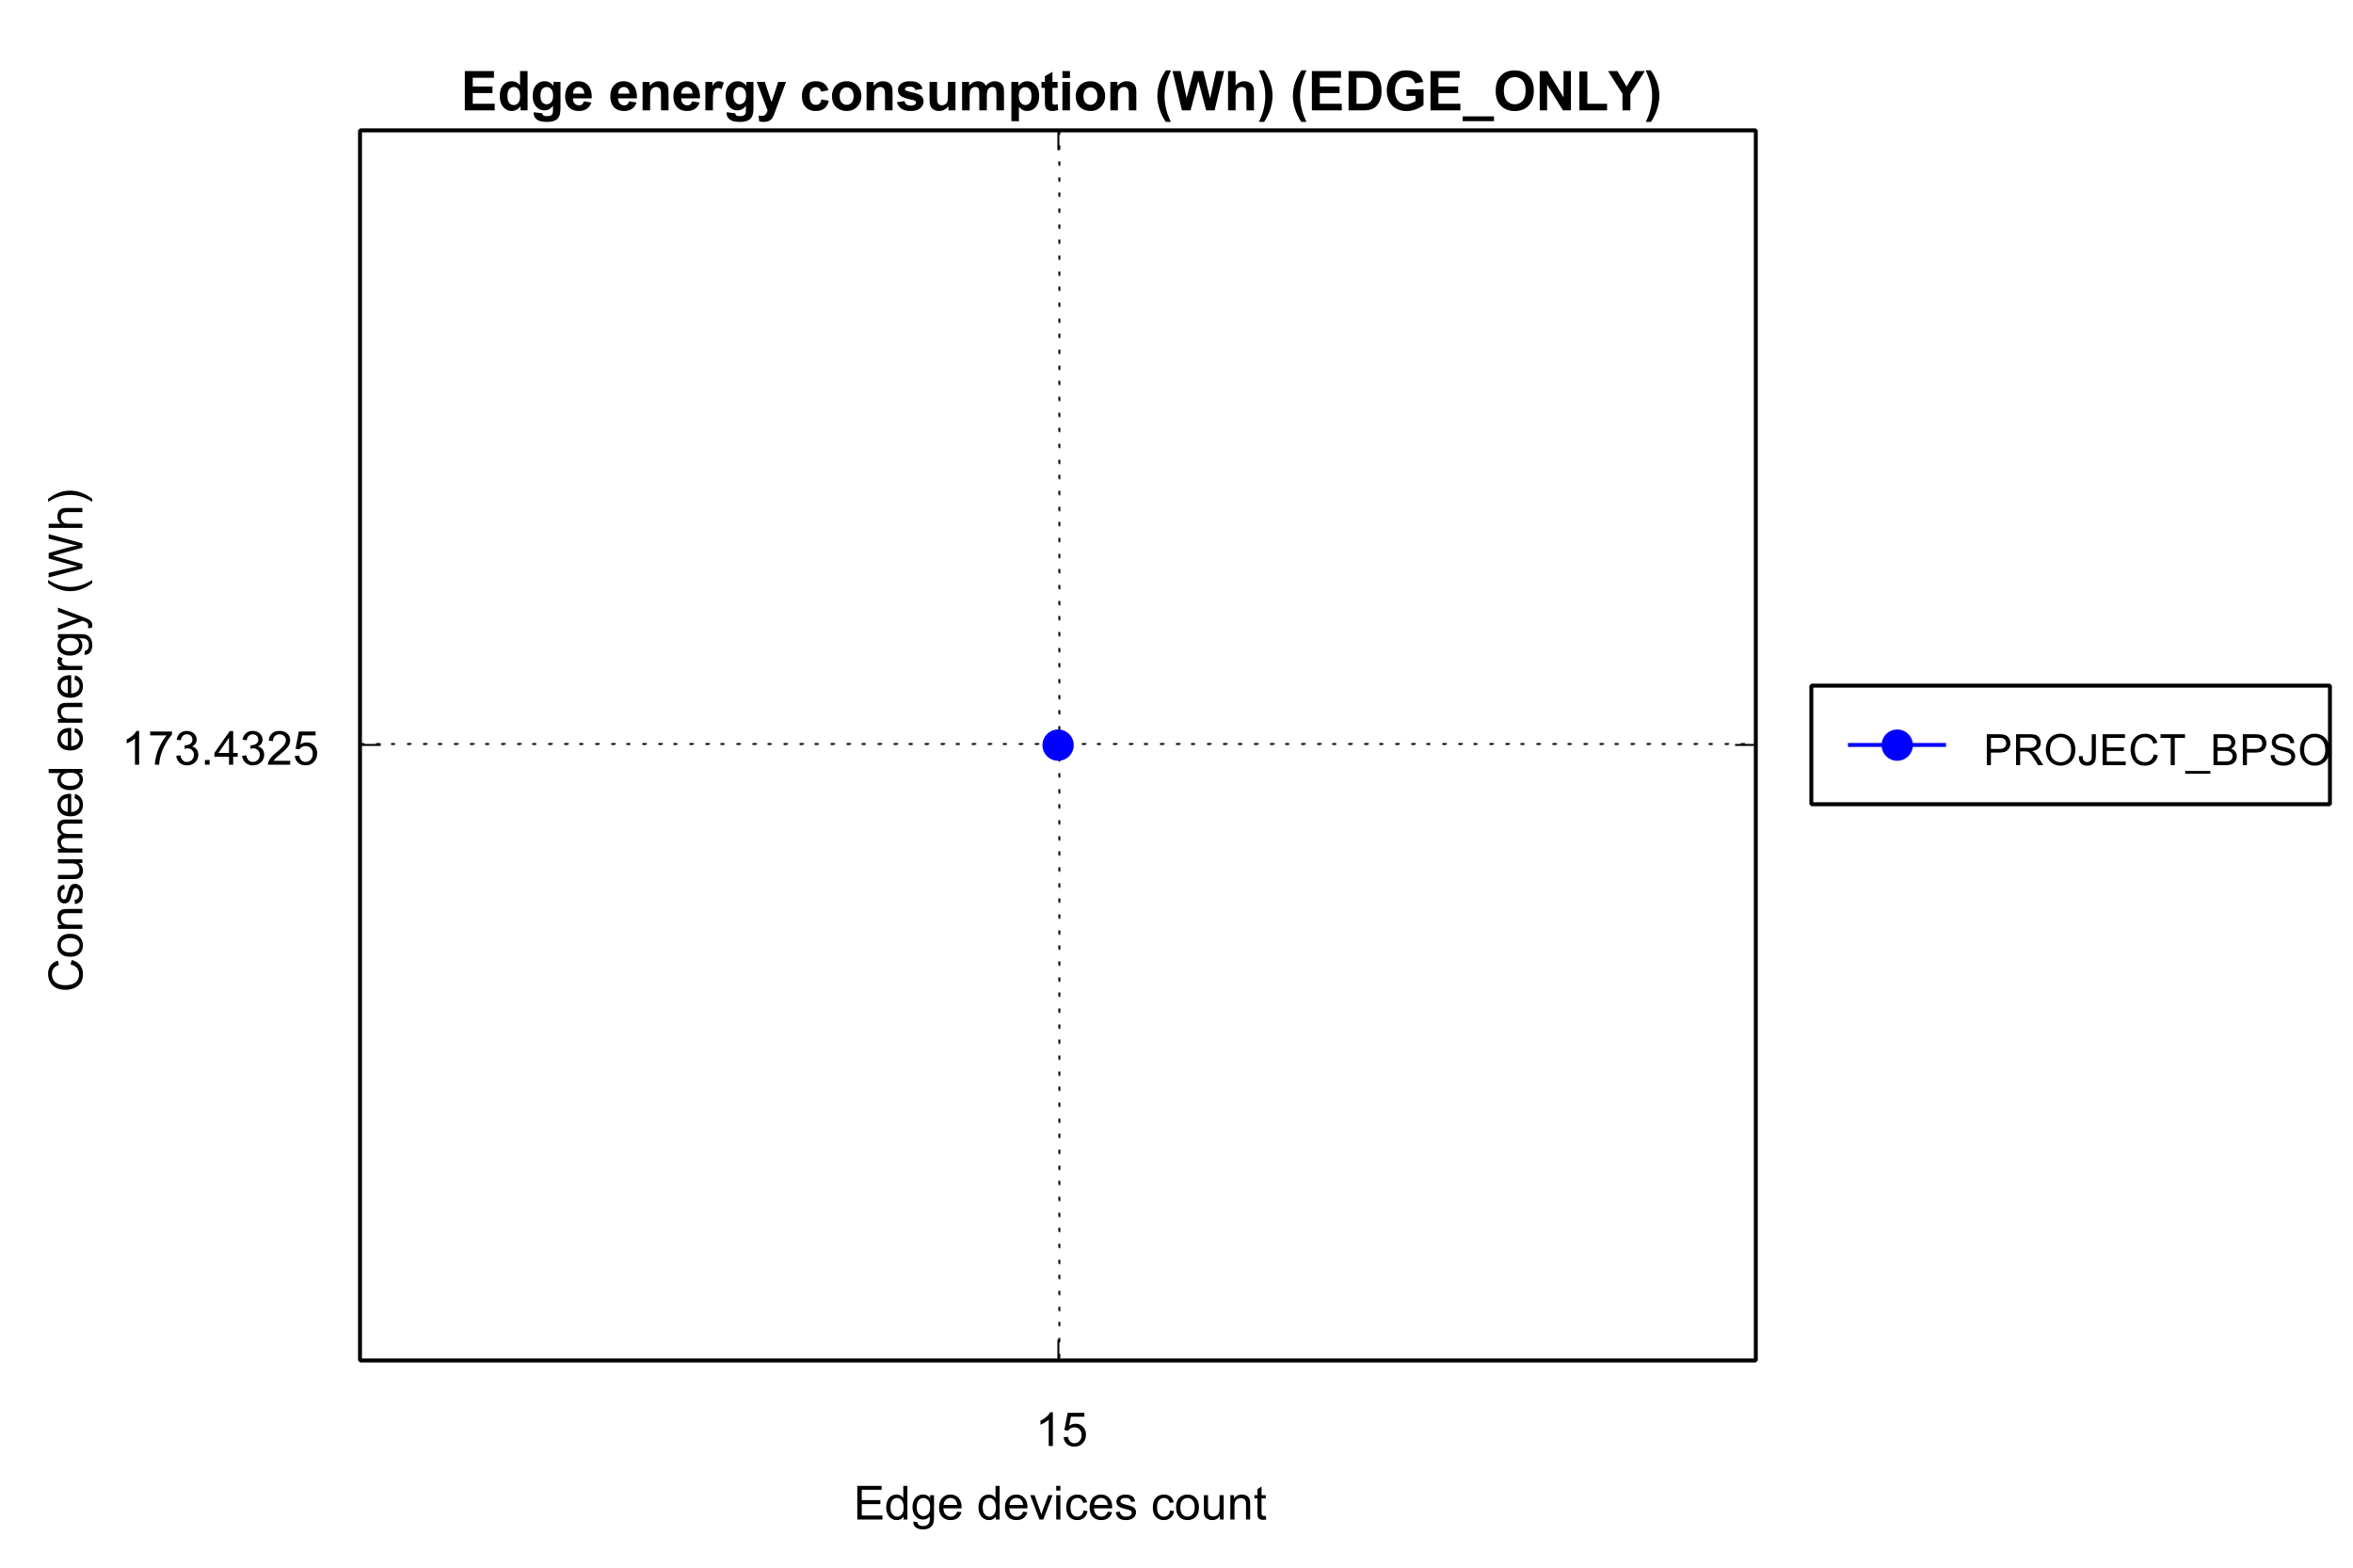 Edge energy consumption (Wh) (EDGE_ONLY)
Consumed energy (Wh)
173.4325
PROJECT_BPSO
15
Edge devices count